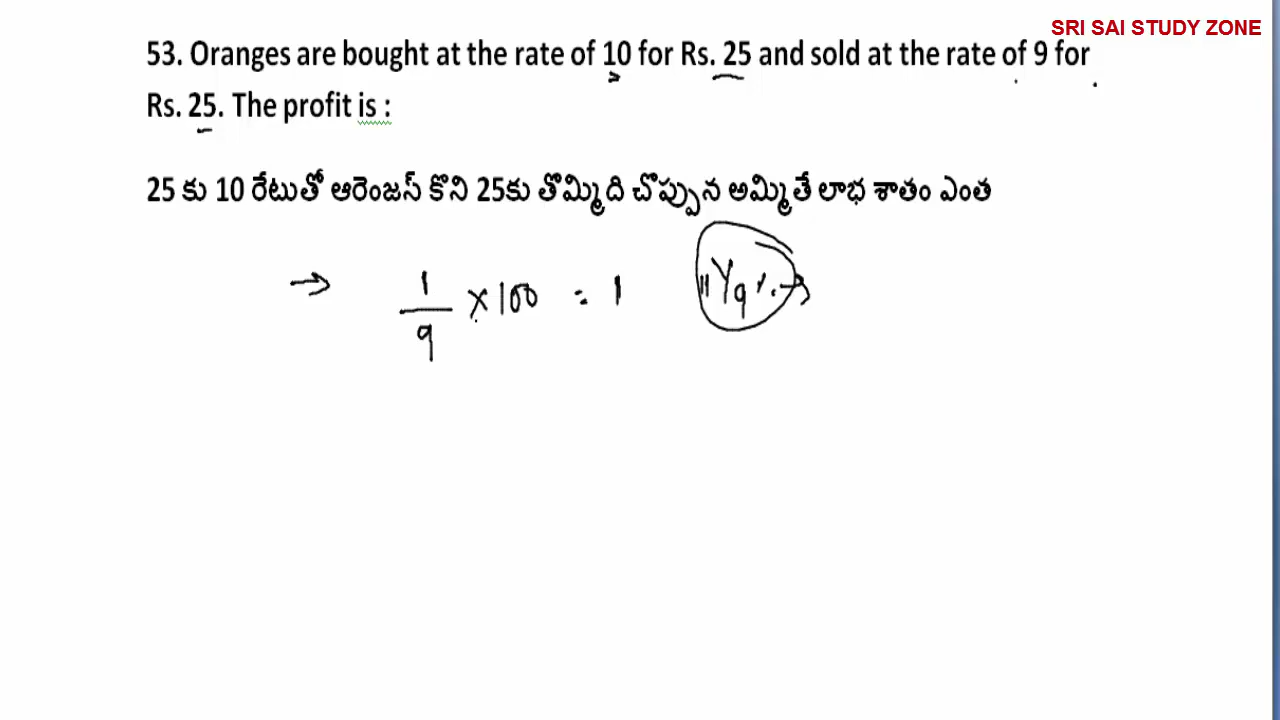 SRI SAI STUDY ZONE
53. Oranges are bought at the rate of 10 for Rs. 25 and sold at the rate of 9 for
Rs. 25. The profit is :
25 కు 10 రేటుతో ఆరెంజస్ కొని 25కు తొమ్మిది చొప్పున అమ్మితే లాభ శాతం ఎంత
→ 1/9 × 100 = 1 11 1/9 %